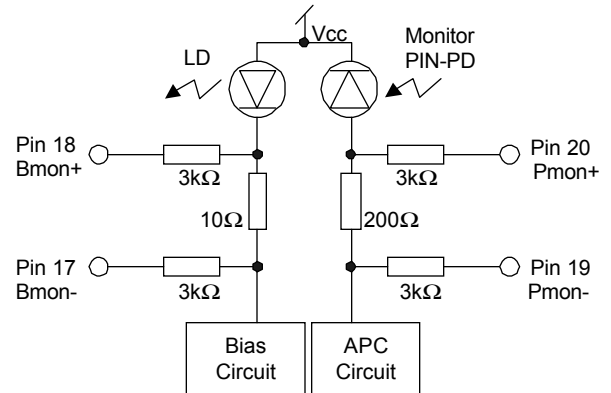 Vcc
LD
Monitor
PIN-PD
Pin 18
Bmon+
3kΩ
3kΩ
Pin 20
Pmon+
10Ω
200Ω
Pin 17
Bmon-
3kΩ
3kΩ
Pin 19
Pmon-
Bias
Circuit
APC
Circuit